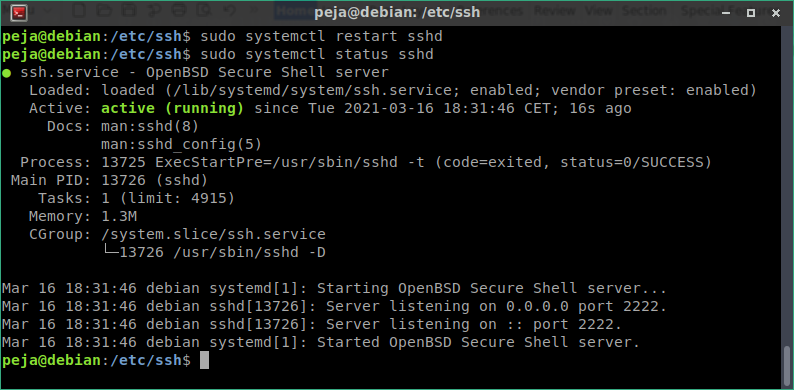 peja@debian: /etc/ssh
peja@debian:/etc/ssh$ sudo systemctl restart sshd
peja@debian:/etc/ssh$ sudo systemctl status sshd
● ssh.service - OpenBSD Secure Shell server
   Loaded: loaded (/lib/systemd/system/ssh.service; enabled; vendor preset: enabled)
   Active: active (running) since Tue 2021-03-16 18:31:46 CET; 16s ago
     Docs: man:sshd(8)
           man:sshd_config(5)
  Process: 13725 ExecStartPre=/usr/sbin/sshd -t (code=exited, status=0/SUCCESS)
 Main PID: 13726 (sshd)
    Tasks: 1 (limit: 4915)
   Memory: 1.3M
   CGroup: /system.slice/ssh.service
           └─13726 /usr/sbin/sshd -D
Mar 16 18:31:46 debian systemd[1]: Starting OpenBSD Secure Shell server...
Mar 16 18:31:46 debian sshd[13726]: Server listening on 0.0.0.0 port 2222.
Mar 16 18:31:46 debian sshd[13726]: Server listening on :: port 2222.
Mar 16 18:31:46 debian systemd[1]: Started OpenBSD Secure Shell server.
peja@debian:/etc/ssh$